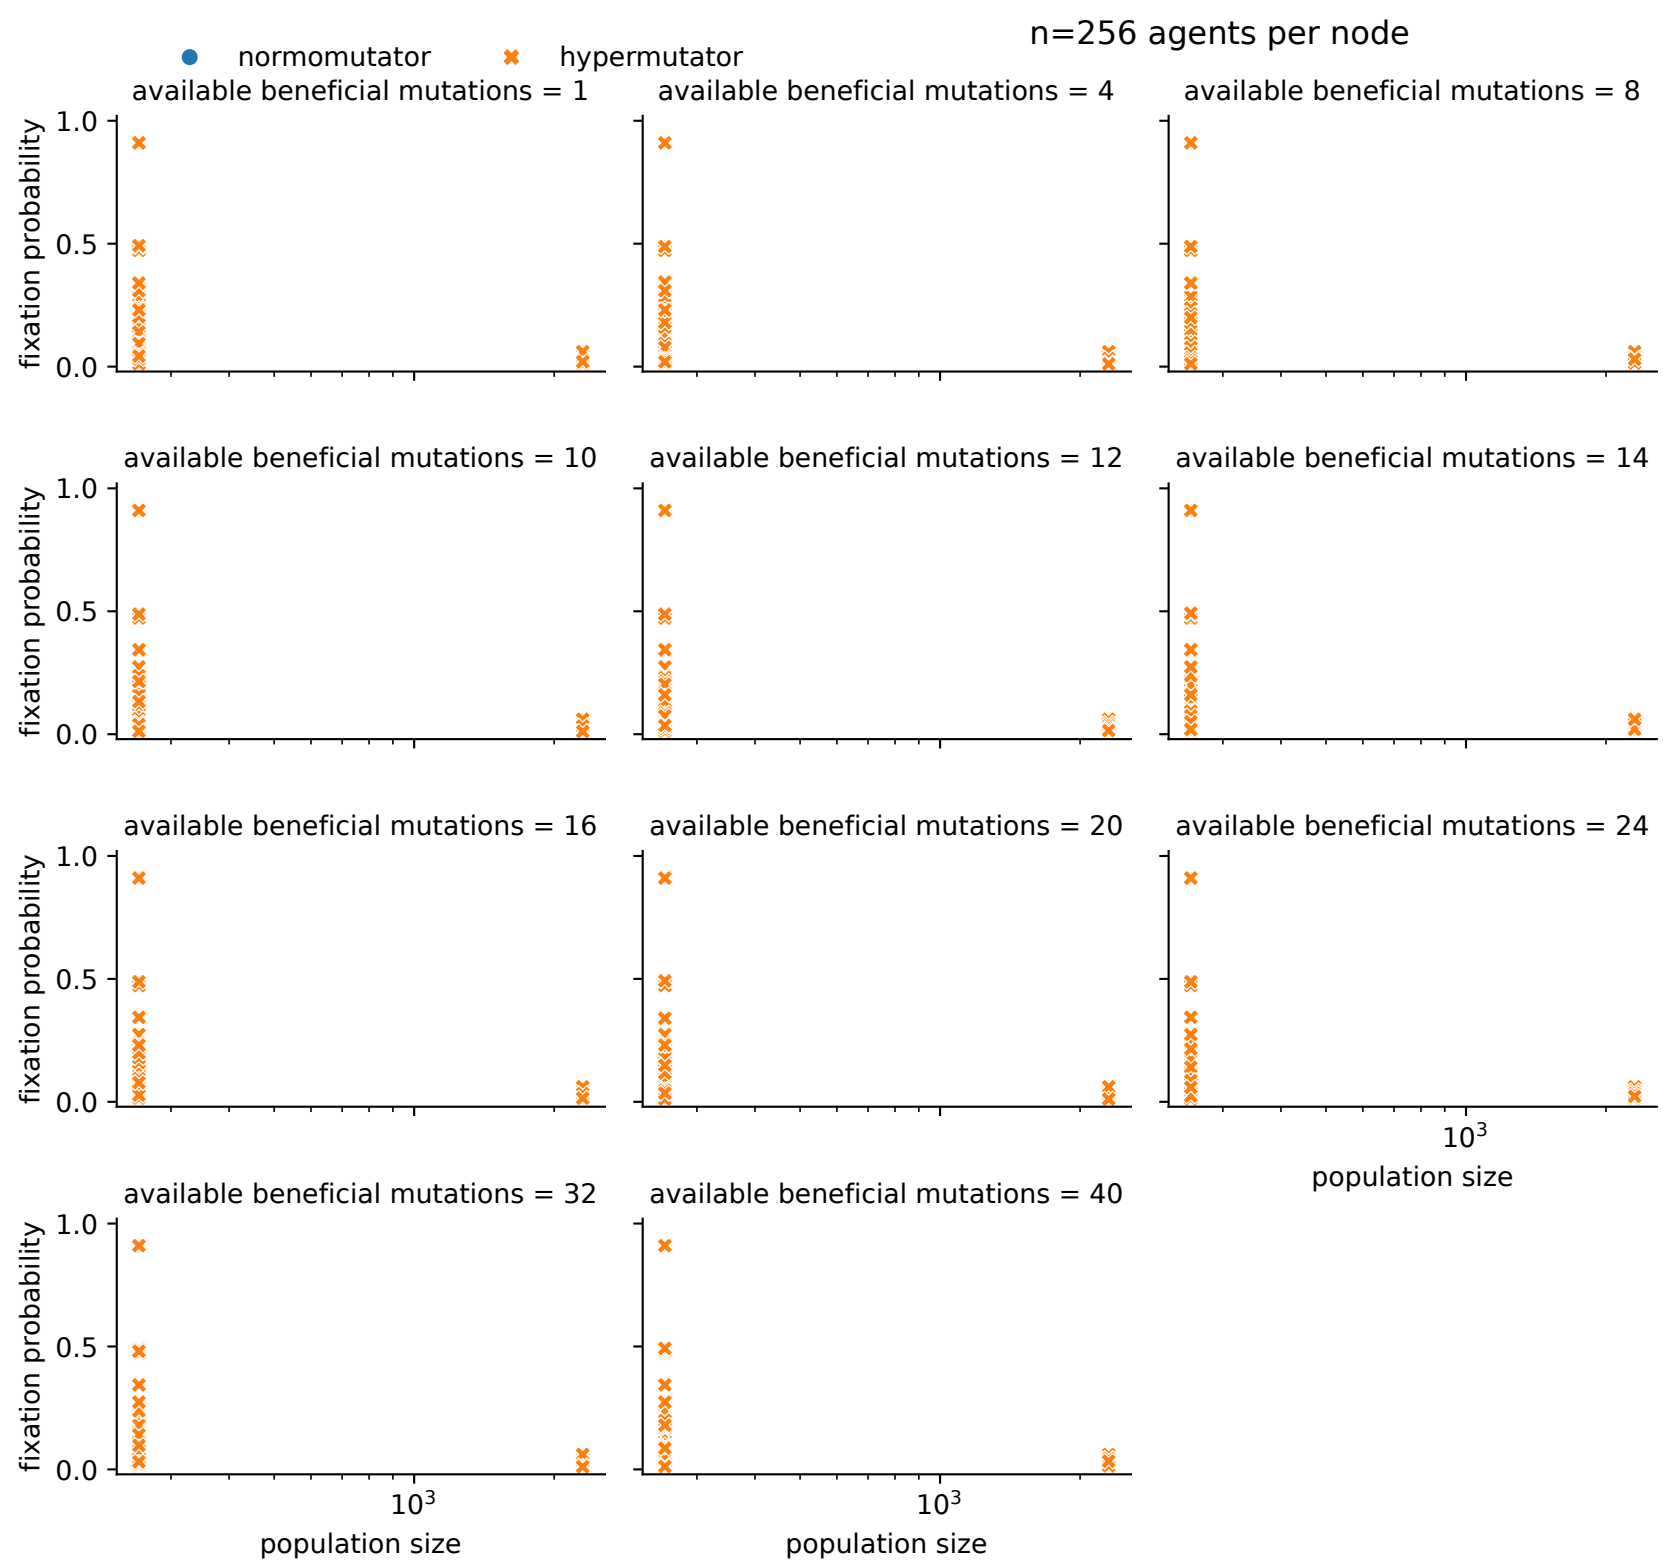 n=256 agents per node
normomutator hypermutator
available beneficial mutations = 1 available beneficial mutations = 4 available beneficial mutations = 8
1.0
0.5
0.0
fixation probability
available beneficial mutations = 10 available beneficial mutations = 12 available beneficial mutations = 14
1.0
0.5
0.0
fixation probability
available beneficial mutations = 16 available beneficial mutations = 20 available beneficial mutations = 24
1.0
0.5
0.0
fixation probability
10³
population size
available beneficial mutations = 32 available beneficial mutations = 40
1.0
0.5
0.0
fixation probability
10³ 10³
population size population size